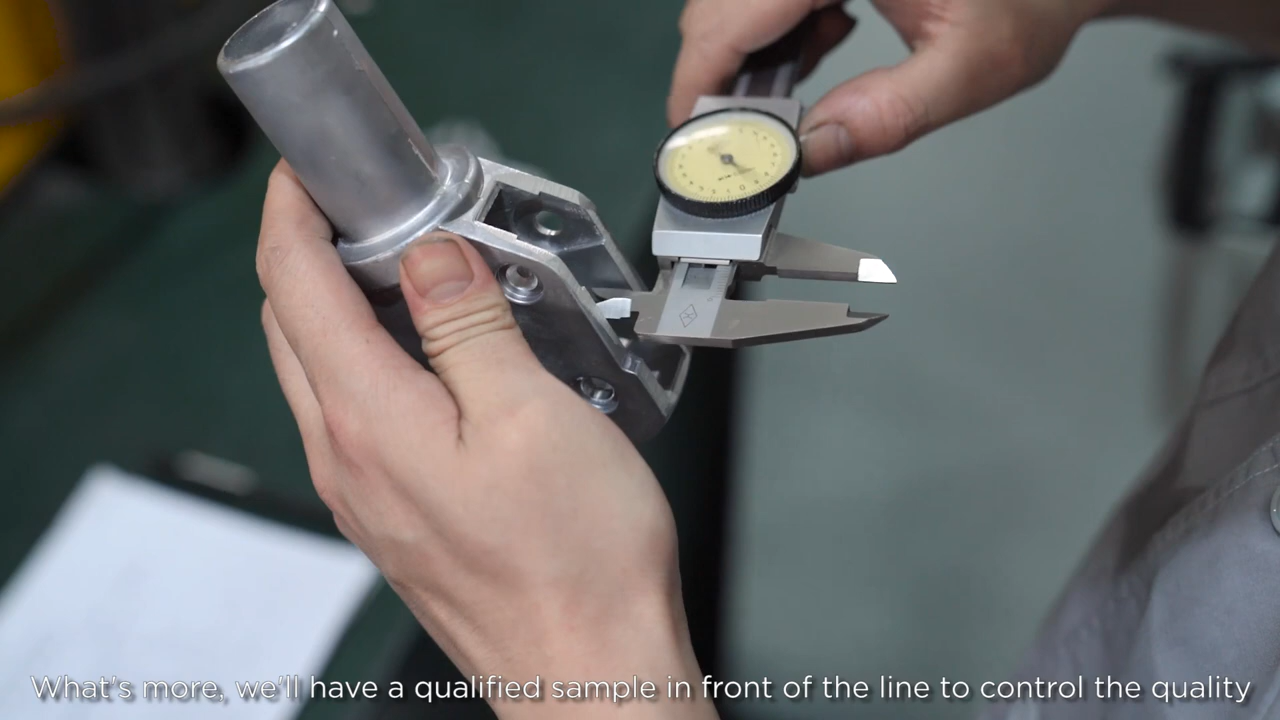 What's more, we'll have a qualified sample in front of the line to control the quality